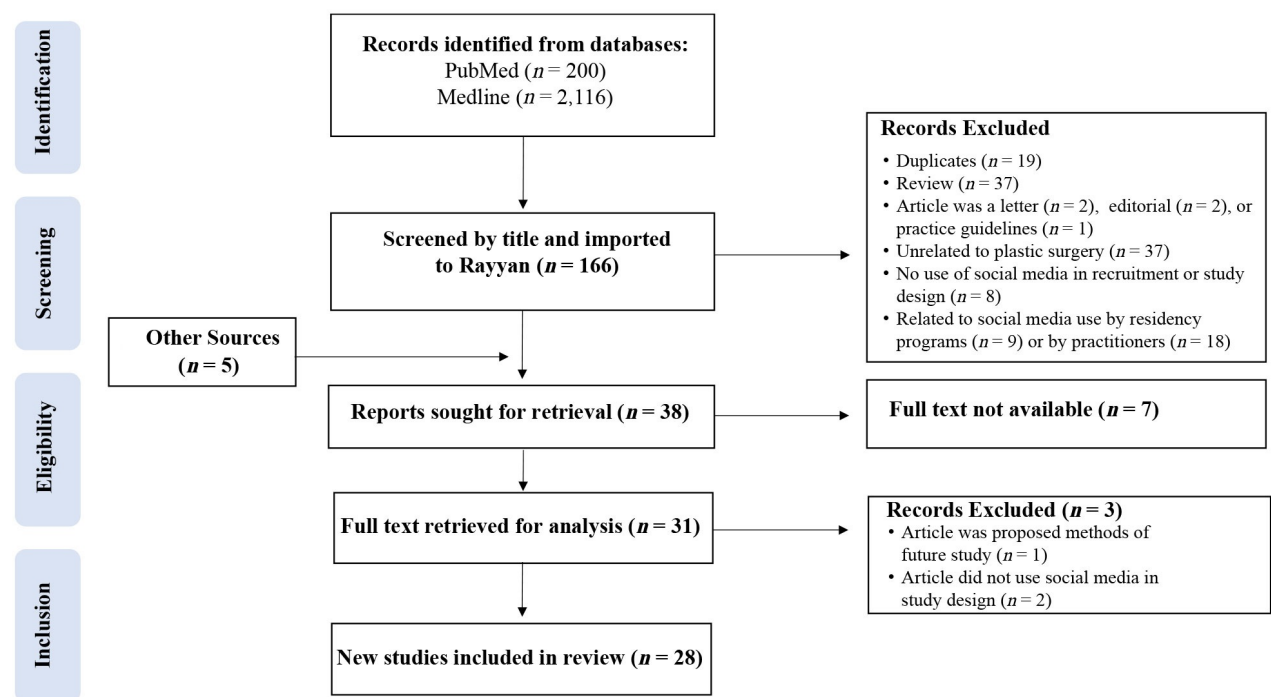 Identification
Records identified from databases:
PubMed (n = 200)
Medline (n = 2,116)
Records Excluded
• Duplicates (n = 19)
• Review (n = 37)
• Article was a letter (n = 2), editorial (n = 2), or
practice guidelines (n = 1)
• Unrelated to plastic surgery (n = 37)
• No use of social media in recruitment or study
design (n = 8)
• Related to social media use by residency
programs (n = 9) or by practitioners (n = 18)
Screening
Screened by title and imported
to Rayyan (n = 166)
Other Sources
(n = 5)
Eligibility
Reports sought for retrieval (n = 38)
Full text not available (n = 7)
Full text retrieved for analysis (n = 31)
Records Excluded (n = 3)
• Article was proposed methods of
future study (n = 1)
• Article did not use social media in
study design (n = 2)
Inclusion
New studies included in review (n = 28)